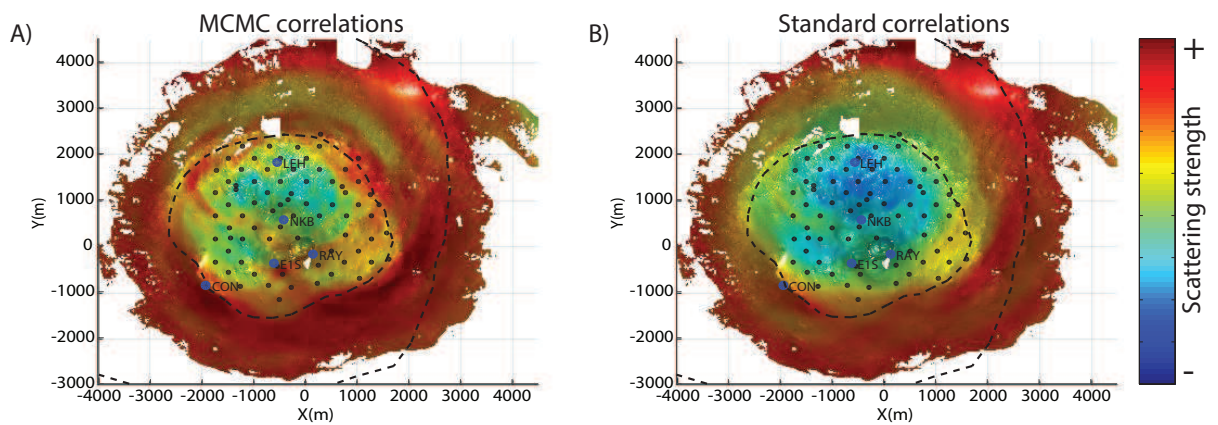 A)
MCMC correlations
Y(m)
4000
3000
2000
1000
0
-1000
-2000
-3000
-4000 -3000 -2000 -1000 0 1000 2000 3000 4000
X(m)
LEH
NKB
RAY
E1S
CON
B)
Standard correlations
Y(m)
4000
3000
2000
1000
0
-1000
-2000
-3000
-4000 -3000 -2000 -1000 0 1000 2000 3000 4000
X(m)
LEH
NKB
RAY
E1S
CON
+
Scattering strength
-